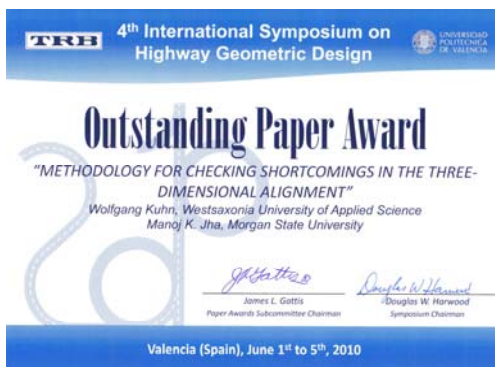 TRB
4th International Symposium on
Highway Geometric Design
UNIVERSIDAD
POLITECNICA
DE VALENCIA
Outstanding Paper Award
"METHODOLOGY FOR CHECKING SHORTCOMINGS IN THE THREE-
DIMENSIONAL ALIGNMENT"
Wolfgang Kuhn, Westsaxonia University of Applied Science
Manoj K. Jha, Morgan State University
James L. Gattis
Paper Awards Subcommittee Chairman
Douglas W. Harwood
Douglas W. Harwood
Symposium Chairman
Valencia (Spain), June 1st to 5th, 2010